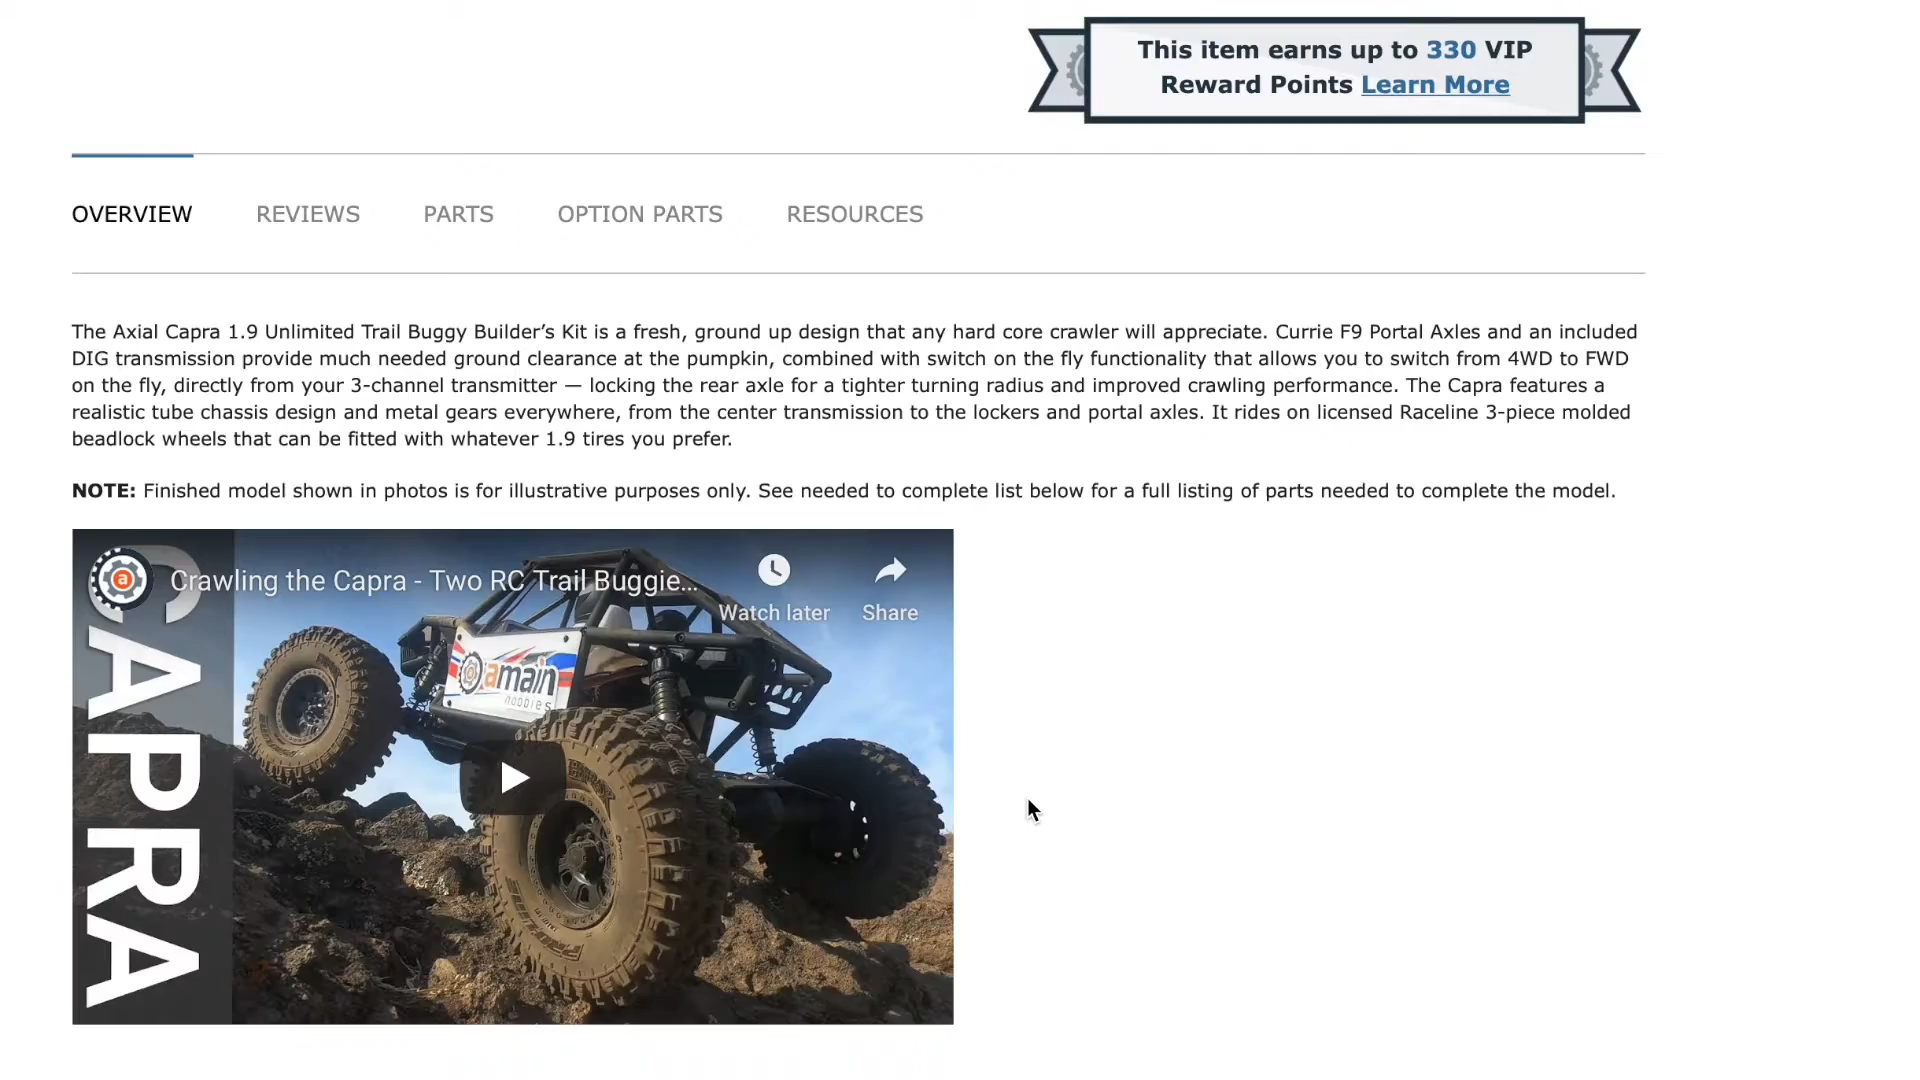 This item earns up to 330 VIP
Reward Points Learn More
OVERVIEW REVIEWS PARTS OPTION PARTS RESOURCES
The Axial Capra 1.9 Unlimited Trail Buggy Builder’s Kit is a fresh, ground up design that any hard core crawler will appreciate. Currie F9 Portal Axles and an included
DIG transmission provide much needed ground clearance at the pumpkin, combined with switch on the fly functionality that allows you to switch from 4WD to FWD
on the fly, directly from your 3-channel transmitter — locking the rear axle for a tighter turning radius and improved crawling performance. The Capra features a
realistic tube chassis design and metal gears everywhere, from the center transmission to the lockers and portal axles. It rides on licensed Raceline 3-piece molded
beadlock wheels that can be fitted with whatever 1.9 tires you prefer.
NOTE: Finished model shown in photos is for illustrative purposes only. See needed to complete list below for a full listing of parts needed to complete the model.
a
Crawling the Capra - Two RC Trail Buggie...
Watch later
Share
CAPRA
amain
hobbies